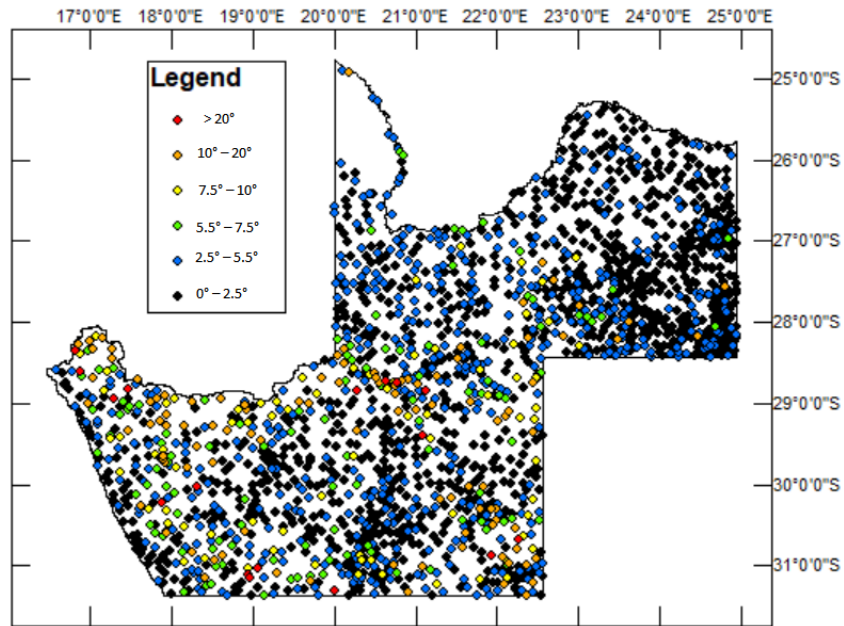 17°0'0"E 18°0'0"E 19°0'0"E 20°0'0"E 21°0'0"E 22°0'0"E 23°0'0"E 24°0'0"E 25°0'0"E
Legend
> 20°
10° – 20°
7.5° – 10°
5.5° – 7.5°
2.5° – 5.5°
0° – 2.5°
25°0'0"S
26°0'0"S
27°0'0"S
28°0'0"S
29°0'0"S
30°0'0"S
31°0'0"S